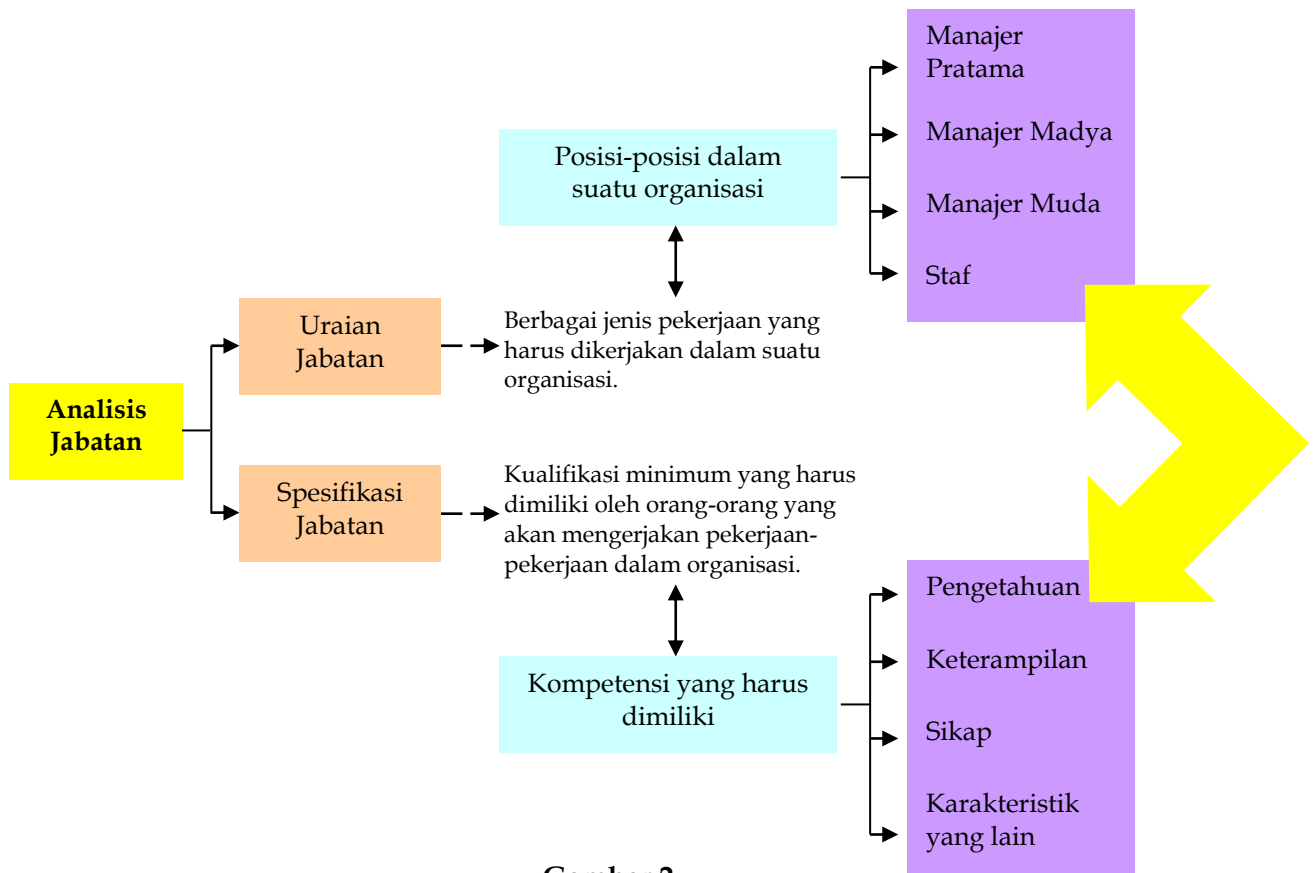 Analisis
Jabatan
Uraian
Jabatan
Spesifikasi
Jabatan
Posisi-posisi dalam
suatu organisasi
Berbagai jenis pekerjaan yang
harus dikerjakan dalam suatu
organisasi.
Kualifikasi minimum yang harus
dimiliki oleh orang-orang yang
akan mengerjakan pekerjaan-
pekerjaan dalam organisasi.
Kompetensi yang harus
dimiliki
Manajer
Pratama
Manajer Madya
Manajer Muda
Staf
Pengetahuan
Keterampilan
Sikap
Karakteristik
yang lain
Gambar 2